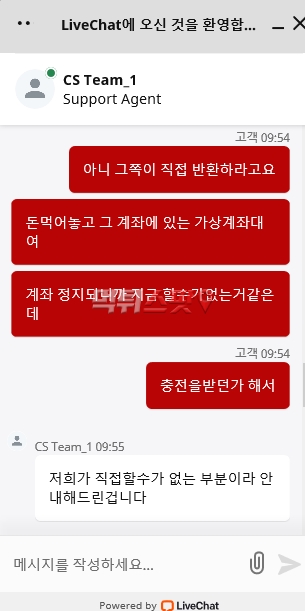 LiveChat에 오신 것을 환영합...
CS Team_1
Support Agent
고객 09:54
아니 그쪽이 직접 반환하라고요
돈먹어놓고 그 계좌에 있는 가상계좌대
여
계좌 정지되니까 지금 할수가없는거같은
데
먹튀스팟
고객 09:54
충전을받던가 해서
CS Team_1 09:55
저희가 직접할수가 없는 부분이라 안
내해드린겁니다
메시지를 작성하세요...
Powered by LiveChat